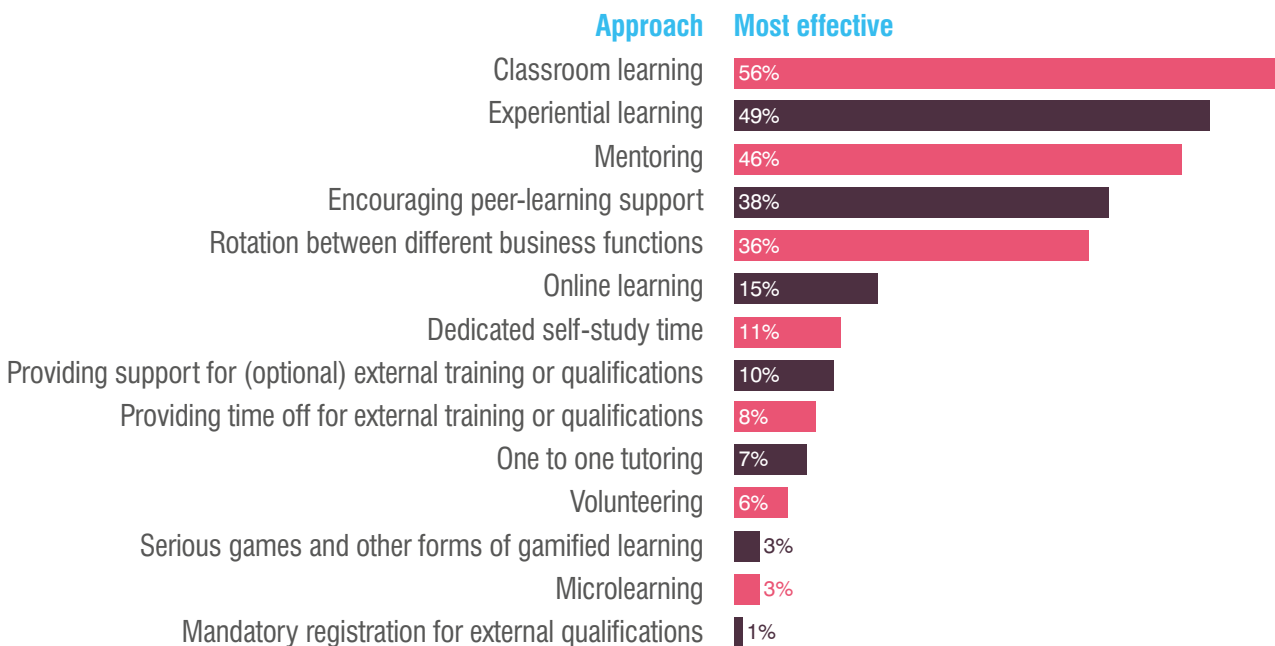 Approach Most effective
Classroom learning 56%
Experiential learning 49%
Mentoring 46%
Encouraging peer-learning support 38%
Rotation between different business functions 36%
Online learning 15%
Dedicated self-study time 11%
Providing support for (optional) external training or qualifications 10%
Providing time off for external training or qualifications 8%
One to one tutoring 7%
Volunteering 6%
Serious games and other forms of gamified learning 3%
Microlearning 3%
Mandatory registration for external qualifications 1%